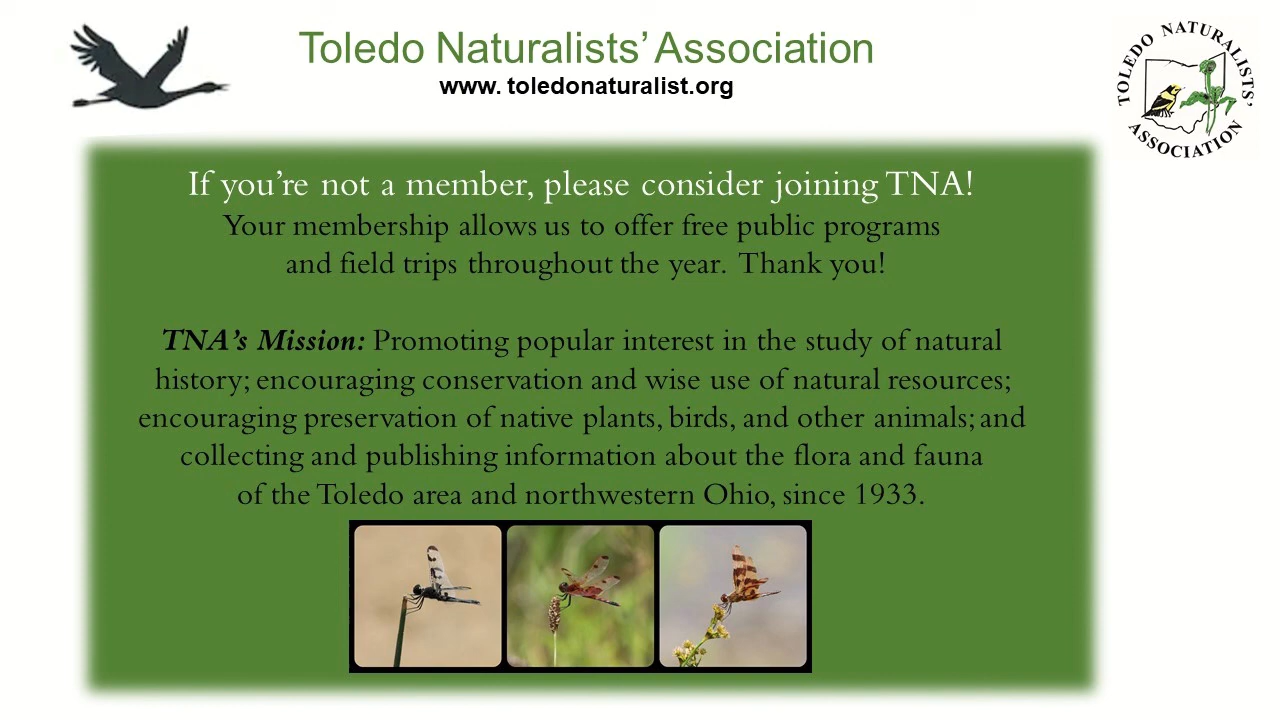 Toledo Naturalists' Association
www. toledonaturalist.org
TOLEDO NATURALISTS'
ASSOCIATION
If you're not a member, please consider joining TNA!
Your membership allows us to offer free public programs
and field trips throughout the year. Thank you!
TNA's Mission: Promoting popular interest in the study of natural
history; encouraging conservation and wise use of natural resources;
encouraging preservation of native plants, birds, and other animals; and
collecting and publishing information about the flora and fauna
of the Toledo area and northwestern Ohio, since 1933.